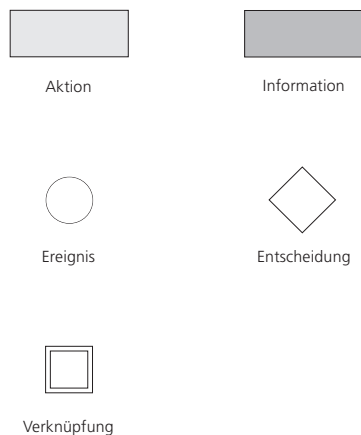 Aktion
Information
Ereignis
Entscheidung
Verknüpfung